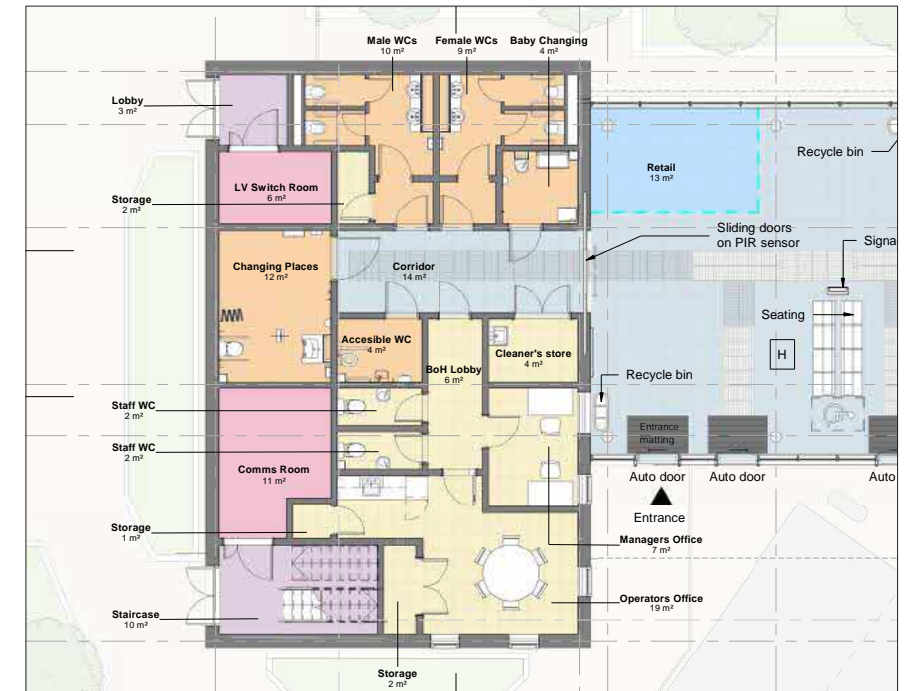 Male WCs
10 m²
Female WCs
9 m²
Baby Changing
4 m²
Lobby
3 m²
Recycle bin
Retail
13 m²
LV Switch Room
6 m²
Storage
2 m²
Sliding doors
on PIR sensor
Signa
Changing Places
12 m²
Corridor
14 m²
Seating
Accesible WC
4 m²
Cleaner's store
4 m²
H
BoH Lobby
6 m²
Recycle bin
Staff WC
2 m²
Entrance
matting
Staff WC
2 m²
Comms Room
11 m²
Auto door
Auto door
Auto
Entrance
Storage
1 m²
Managers Office
7 m²
Operators Office
19 m²
Staircase
10 m²
Storage
2 m²